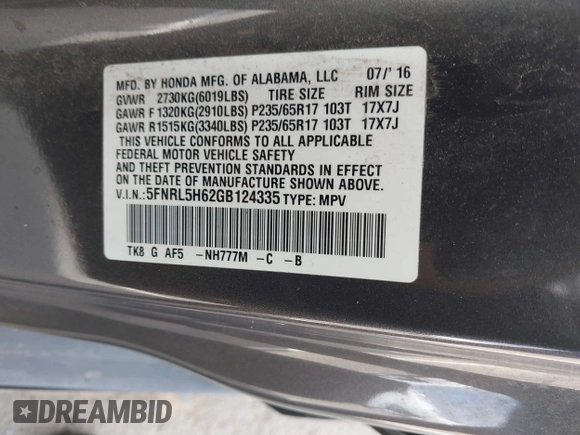 MFD. BY HONDA MFG. OF ALABAMA, LLC 07/'16
GVWR 2730KG(6019LBS) TIRE SIZE RIM SIZE
GAWR F 1320KG(2910LBS) P235/65R17 103T 17X7J
GAWR R 1515KG(3340LBS) P235/65R17 103T 17X7J
THIS VEHICLE CONFORMS TO ALL APPLICABLE
FEDERAL MOTOR VEHICLE SAFETY
AND THEFT PREVENTION STANDARDS IN EFFECT
ON THE DATE OF MANUFACTURE SHOWN ABOVE.
V.I.N.: 5FNRL5H62GB124335 TYPE: MPV
TK8 G AF5 -NH777M -C -B
DREAMBID